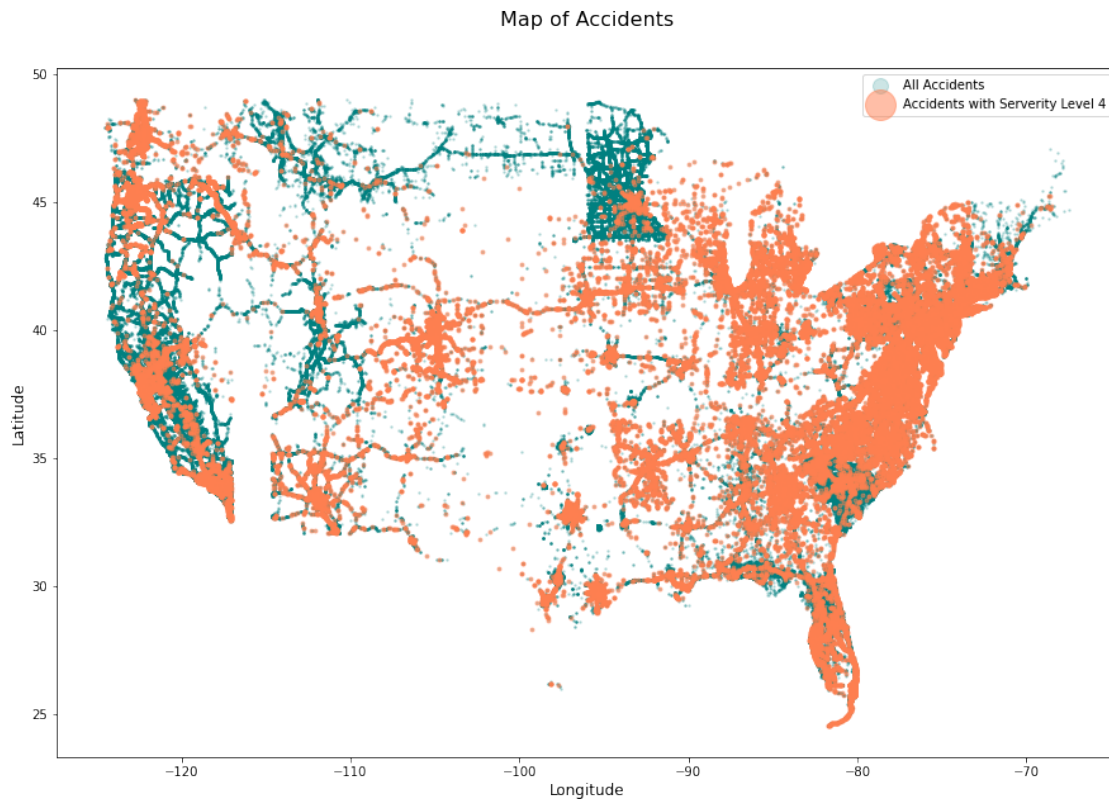 Map of Accidents
All Accidents
Accidents with Serverity Level 4
50
45
40
35
30
25
Latitude
−120
−110
−100
−90
−80
−70
Longitude